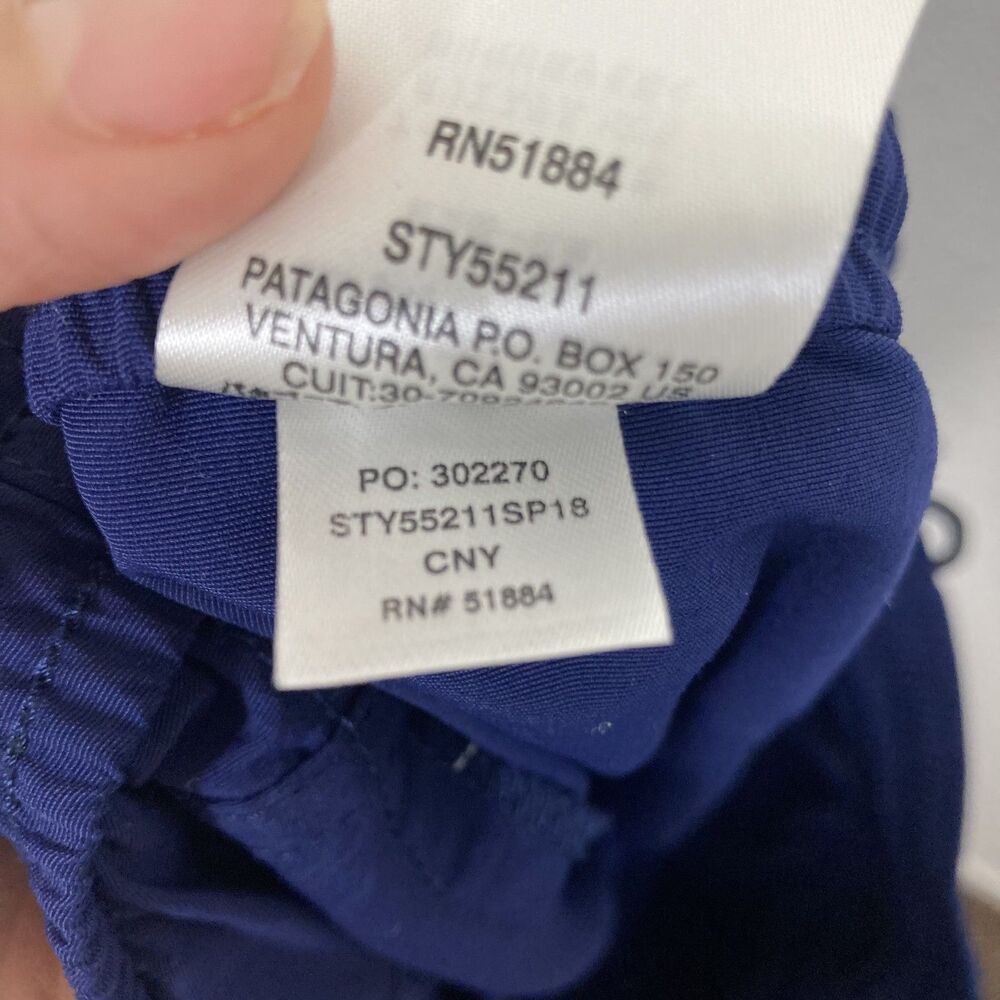 RN51884
STY55211
PATAGONIA P.O. BOX 150
VENTURA, CA 93002 US
PO: 302270
STY55211SP18
CNY
RN# 51884